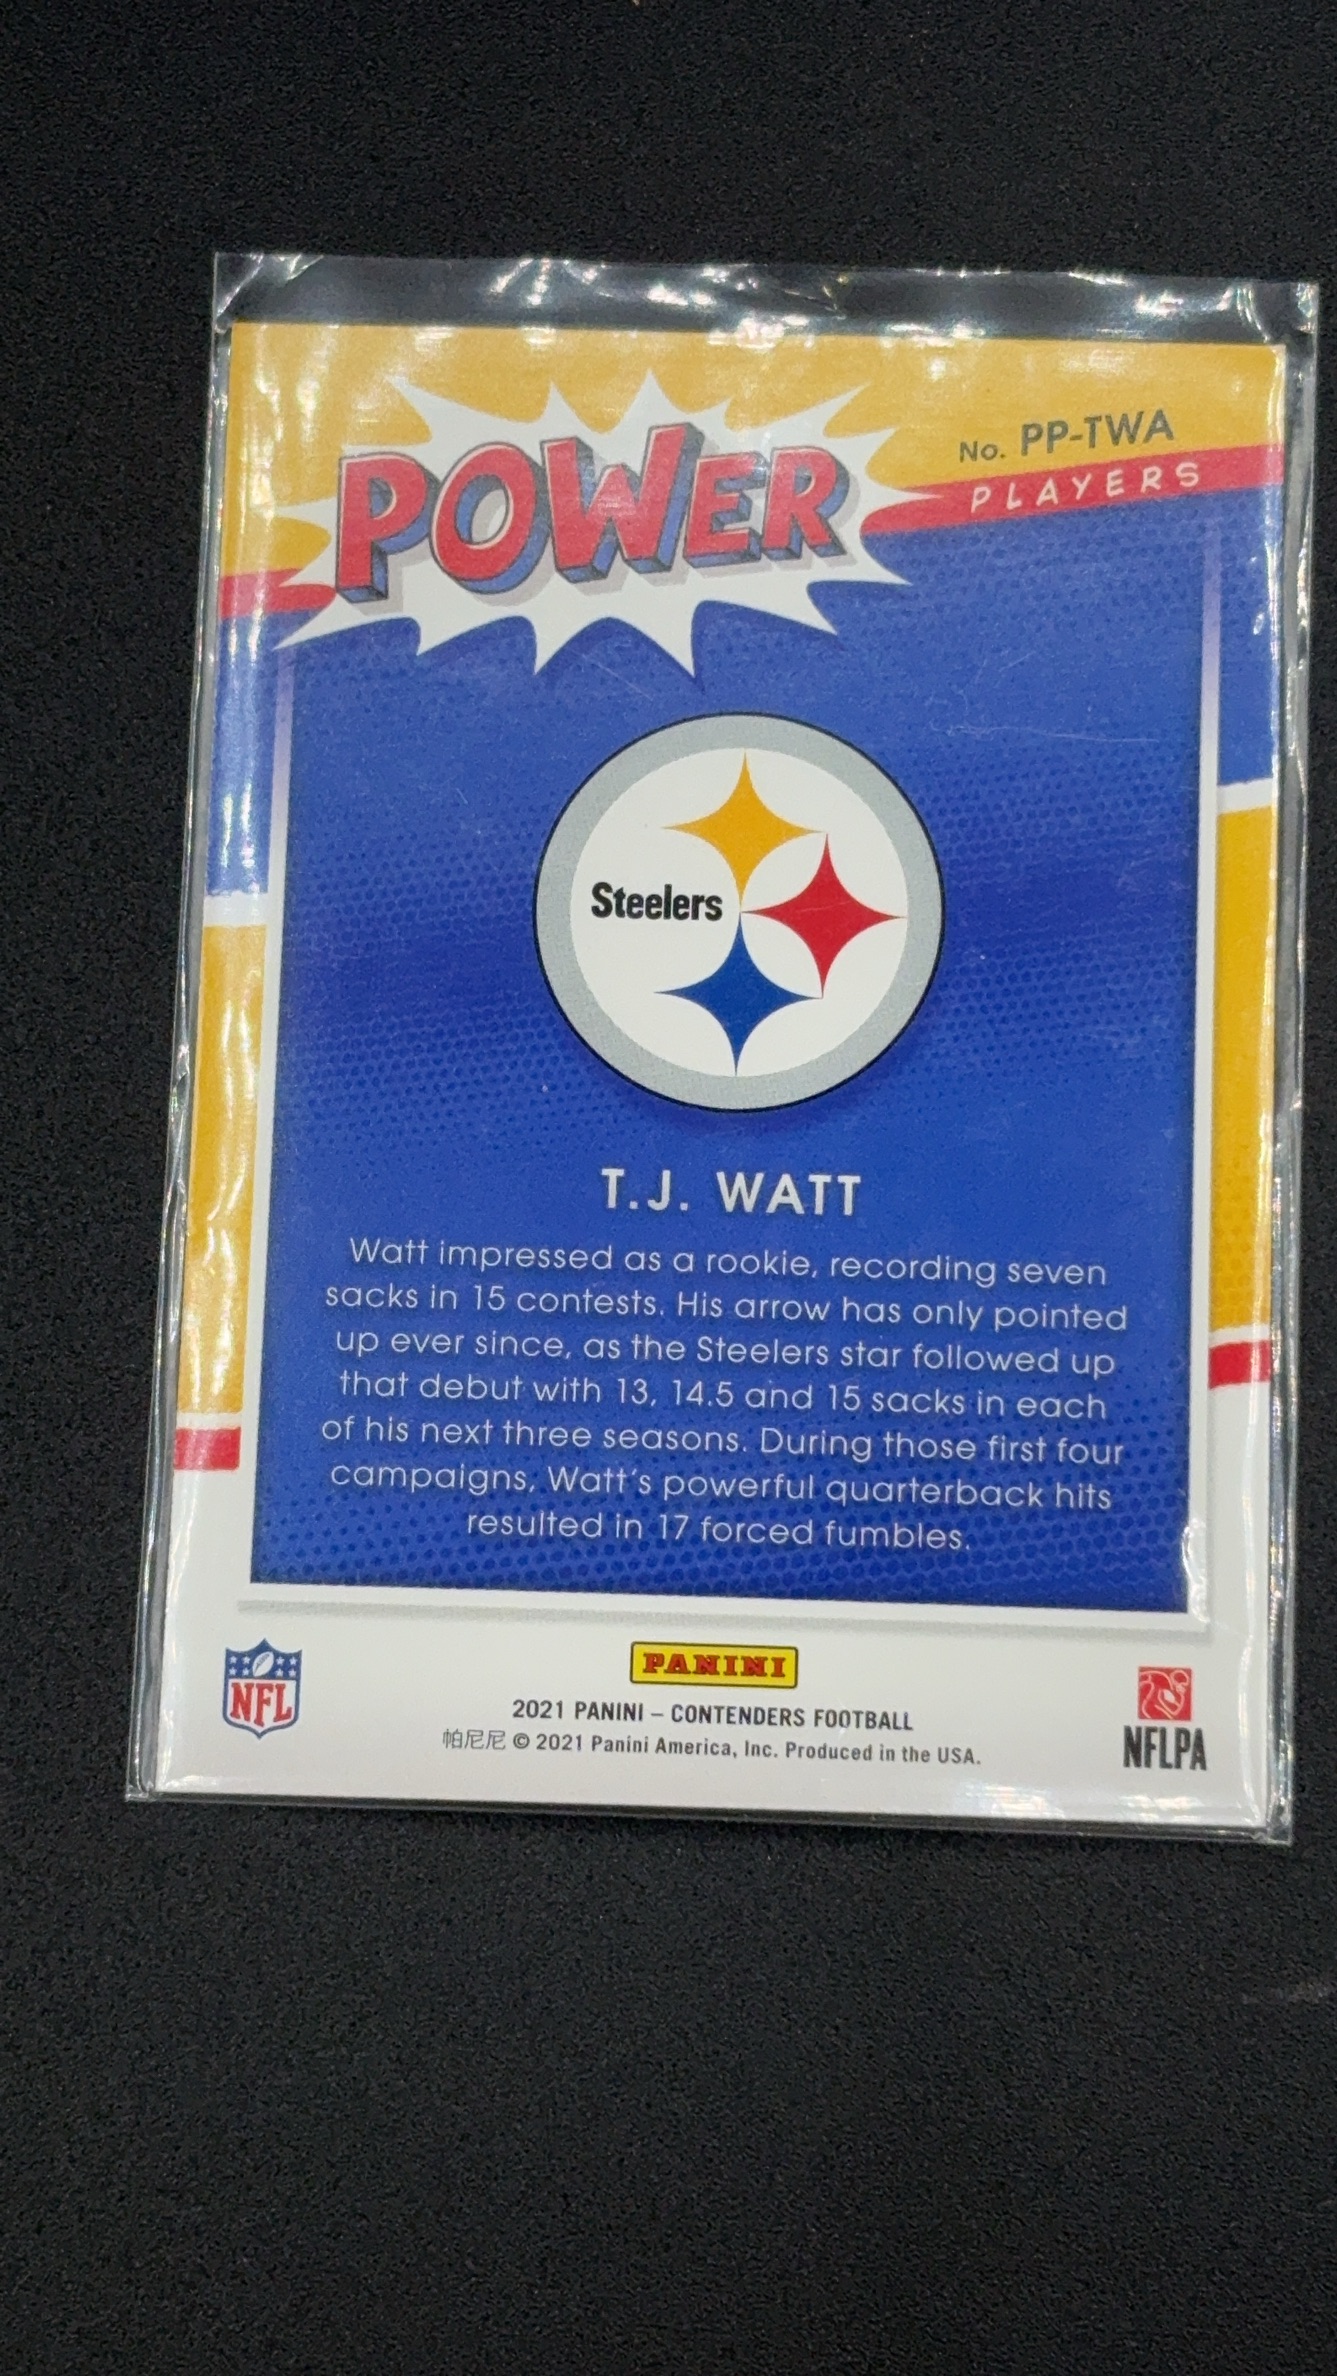 POWER
No. PP-TWA
PLAYERS
Steelers
T.J. WATT
Watt impressed as a rookie, recording seven
sacks in 15 contests. His arrow has only pointed
up ever since, as the Steelers star followed up
that debut with 13, 14.5 and 15 sacks in each
of his next three seasons. During those first four
campaigns, Watt's powerful quarterback hits
resulted in 17 forced fumbles.
NFL
PANINI
2021 PANINI – CONTENDERS FOOTBALL
帕尼尼 © 2021 Panini America, Inc. Produced in the USA.
NFLPA